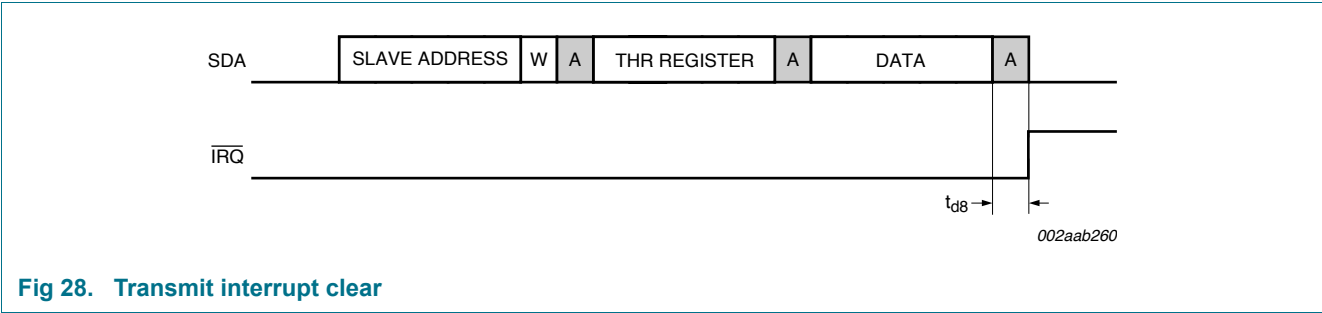 SDA SLAVE ADDRESS W A THR REGISTER A DATA A
IRQ
td8
002aab260
Fig 28. Transmit interrupt clear